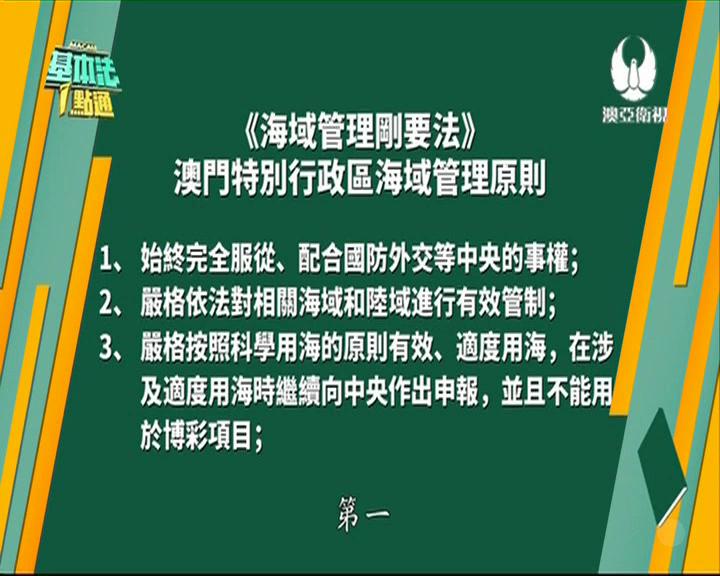 MACAU
基本法
1點通
澳亞衛視
《海域管理剛要法》
澳門特別行政區海域管理原則
1、始終完全服從、配合國防外交等中央的事權；
2、嚴格依法對相關海域和陸域進行有效管制；
3、嚴格按照科學用海的原則有效、適度用海，在涉
及適度用海時繼續向中央作出申報，並且不能用
於博彩項目；
第一